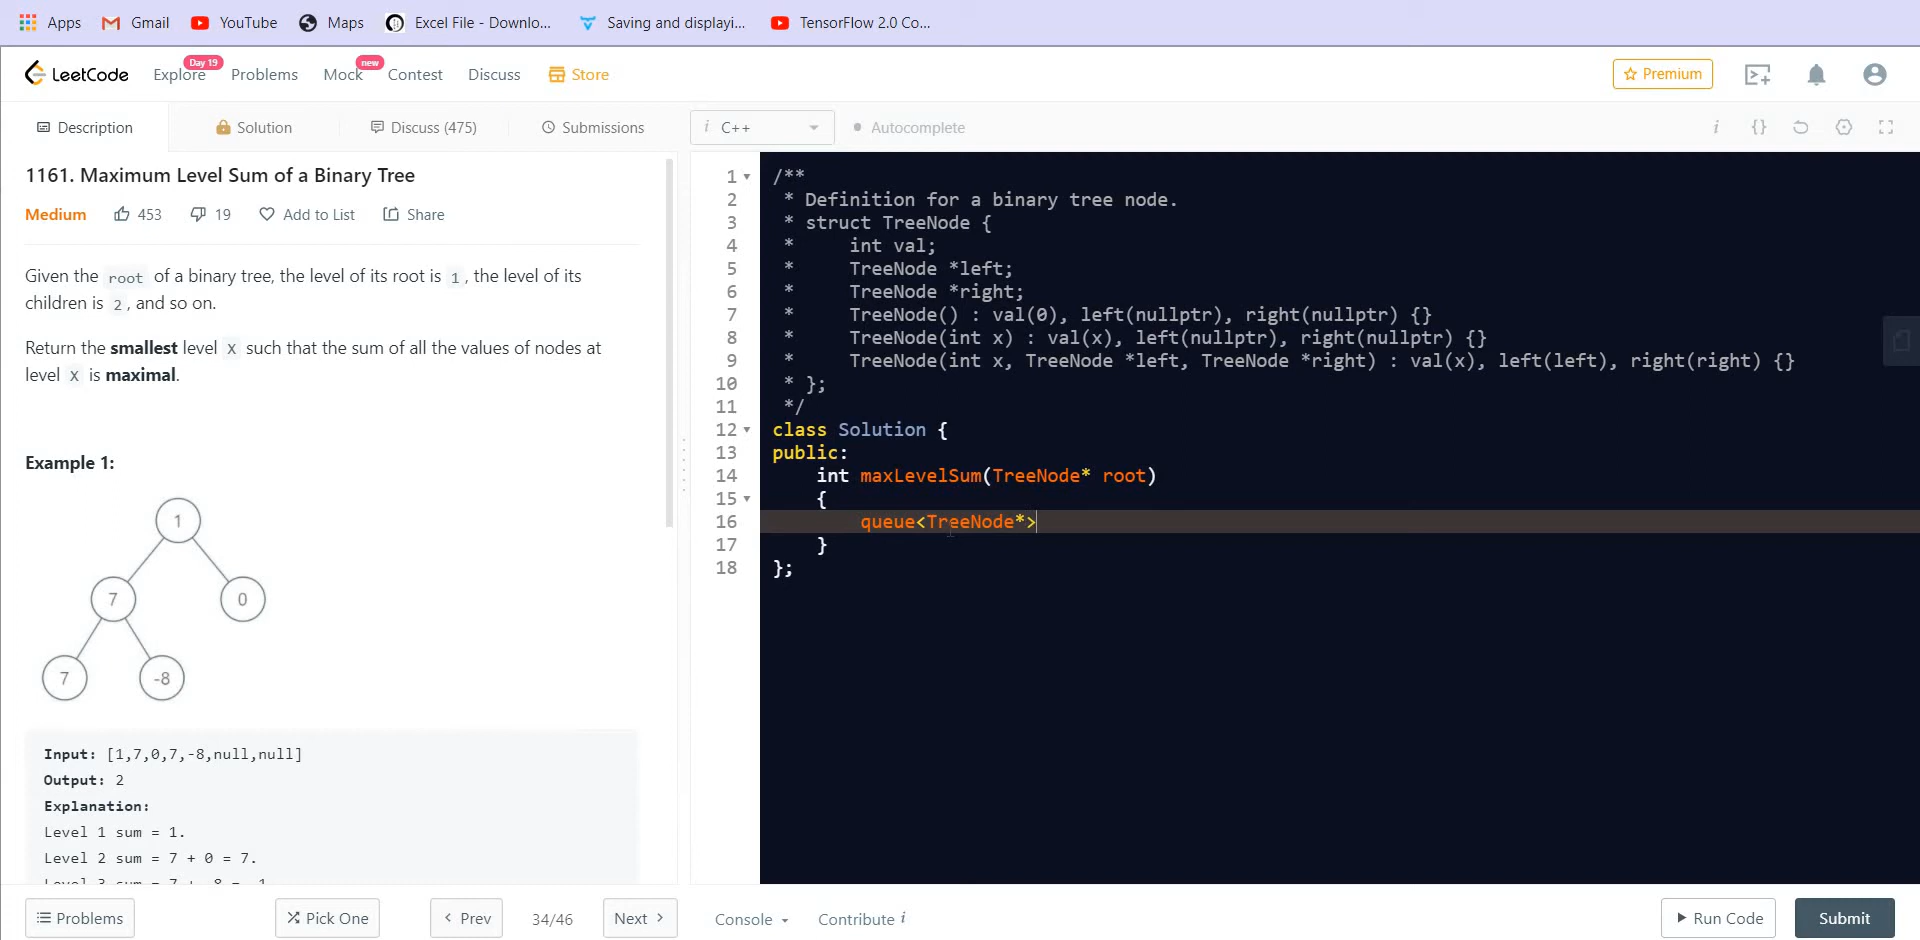 Apps Gmail YouTube Maps Excel File - Downlo... Saving and displayi... TensorFlow 2.0 Co...
LeetCode Explore Day 19 Problems Mock new Contest Discuss Store Premium
Description Solution Discuss (475) Submissions i C++ Autocomplete i {}
1161. Maximum Level Sum of a Binary Tree
Medium 453 19 Add to List Share
Given the root of a binary tree, the level of its root is 1, the level of its
children is 2, and so on.
Return the smallest level X such that the sum of all the values of nodes at
level X is maximal.
Example 1:
1
7 0
7 -8
Input: [1,7,0,7,-8,null,null]
Output: 2
Explanation:
Level 1 sum = 1.
Level 2 sum = 7 + 0 = 7.
1 /**
2 * Definition for a binary tree node.
3 * struct TreeNode {
4 * int val;
5 * TreeNode *left;
6 * TreeNode *right;
7 * TreeNode() : val(0), left(nullptr), right(nullptr) {}
8 * TreeNode(int x) : val(x), left(nullptr), right(nullptr) {}
9 * TreeNode(int x, TreeNode *left, TreeNode *right) : val(x), left(left), right(right) {}
10 * };
11 */
12 class Solution {
13 public:
14 int maxLevelSum(TreeNode* root)
15 {
16 queue<TreeNode*>
17 }
18 };
Problems Pick One Prev 34/46 Next Console Contribute i Run Code Submit